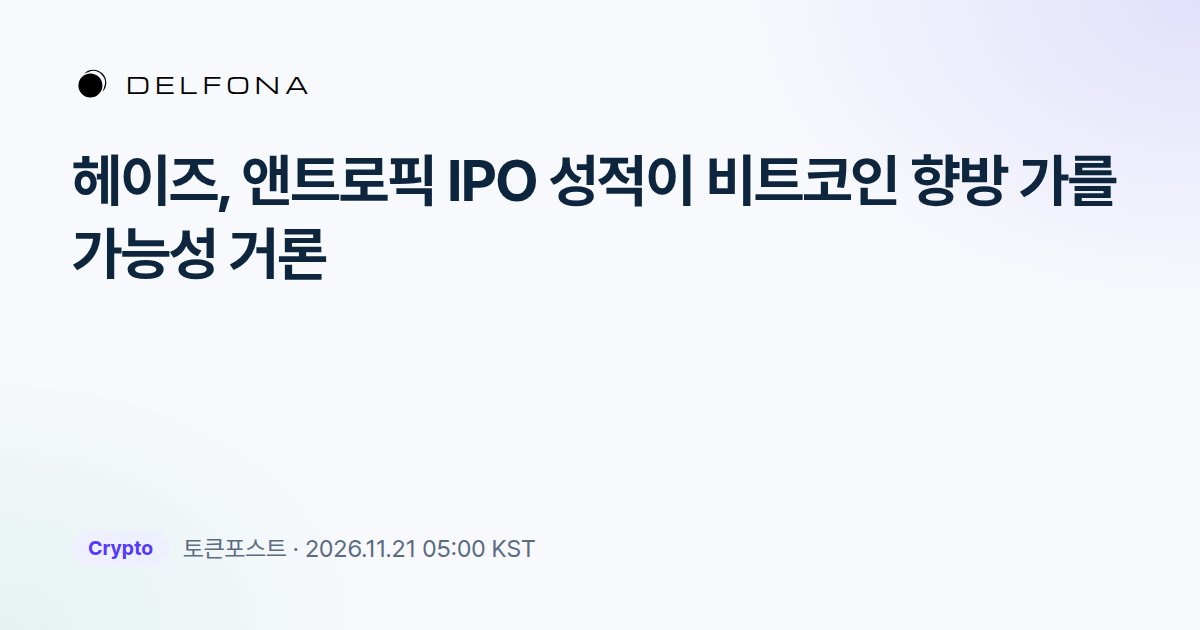 DELFONA
헤이즈, 앤트로픽 IPO 성적이 비트코인 향방 가를
가능성 거론
Crypto 토큰포스트 · 2026.11.21 05:00 KST